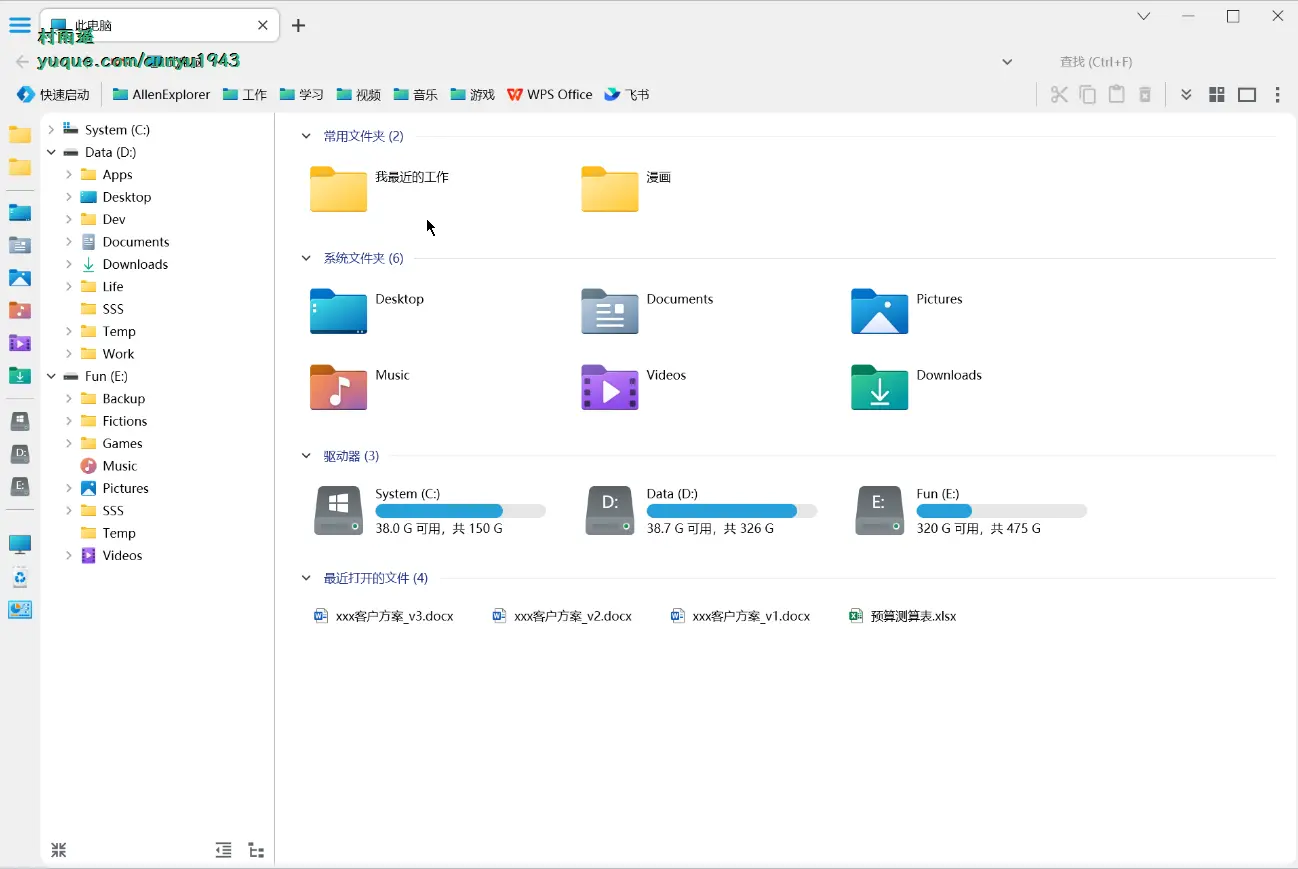 此电脑
村雨遥
yuque.com/cunyu1943
查找 (Ctrl+F)
快速启动 AllenExplorer 工作 学习 视频 音乐 游戏 WPS Office 飞书
System (C:)
Data (D:)
Apps
Desktop
Dev
Documents
Downloads
Life
SSS
Temp
Work
Fun (E:)
Backup
Fictions
Games
Music
Pictures
SSS
Temp
Videos
D:
E:
常用文件夹 (2)
我最近的工作 漫画
系统文件夹 (6)
Desktop Documents Pictures
Music Videos Downloads
驱动器 (3)
System (C:) D: Data (D:) E: Fun (E:)
38.0 G 可用，共 150 G 38.7 G 可用，共 326 G 320 G 可用，共 475 G
最近打开的文件 (4)
xxx客户方案_v3.docx xxx客户方案_v2.docx xxx客户方案_v1.docx 预算测算表.xlsx